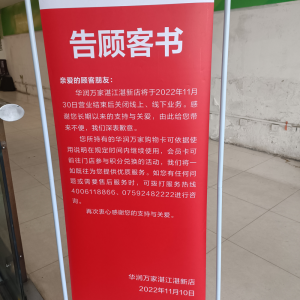 告顾客书
亲爱的顾客朋友：
华润万家湛江湛新店将于2022年11月
30日营业结束后关闭线上、线下业务。感
谢您长期以来的支持与关爱，由此给您带
来不便，我们深表歉意。
您所持有的华润万家购物卡可依据使
用说明在规定时间内继续使用，会员卡可
前往门店参与积分兑换的活动，我们将一
如既往为您提供优质服务。如您有任何问
题或需要售后服务时，可拨打服务热线
4006118866、07592482222进行咨
询。
再次衷心感谢您的支持与关爱。
华润万家湛江湛新店
2022年11月10日